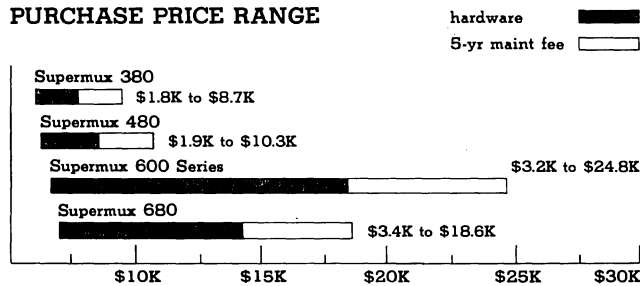 PURCHASE PRICE RANGE
hardware
5-yr maint fee
Supermux 380
$1.8K to $8.7K
Supermux 480
$1.9K to $10.3K
Supermux 600 Series
$3.2K to $24.8K
Supermux 680
$3.4K to $18.6K
$10K $15K $20K $25K $30K